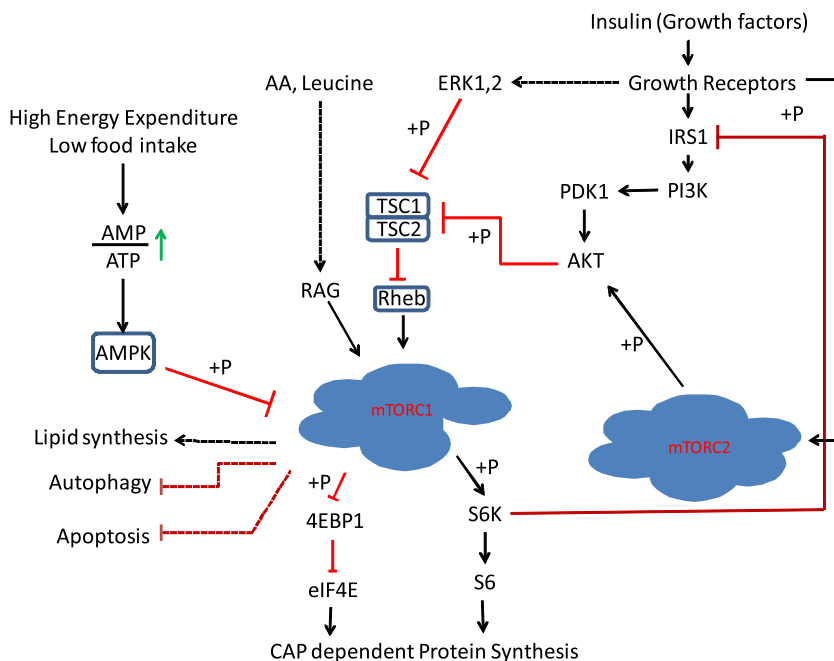 Insulin (Growth factors)
AA, Leucine
ERK1,2
Growth Receptors
+P
High Energy Expenditure
Low food intake
+P
IRS1
TSC1
TSC2
PDK1
PI3K
+P
AMP
ATP
AKT
RAG
Rheb
AMPK
+P
+P
mTORC1
mTORC2
Lipid synthesis
Autophagy
+P
+P
Apoptosis
4EBP1
S6K
eIF4E
S6
CAP dependent Protein Synthesis